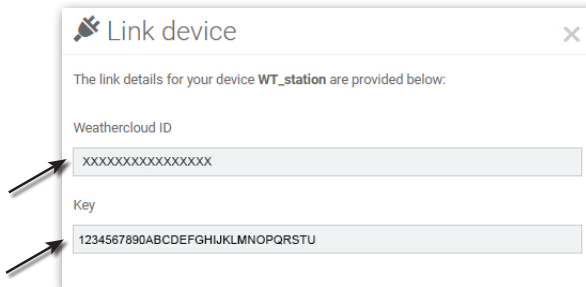 Link device
The link details for your device WT_station are provided below:
Weathercloud ID
XXXXXXXXXXXXXXXX
Key
1234567890ABCDEFGHIJKLMNOPQRSTU